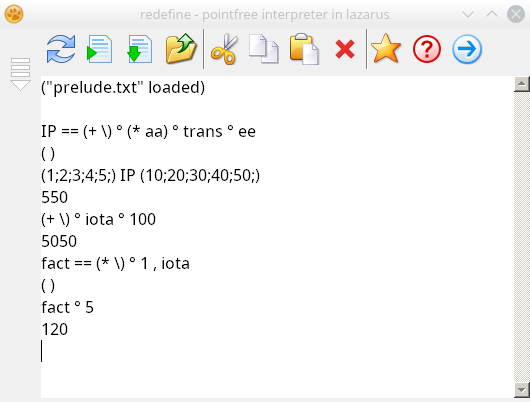 redefine - pointfree interpreter in lazarus
("prelude.txt" loaded)
IP == (+ \) ° (* aa) ° trans ° ee
( )
(1;2;3;4;5;) IP (10;20;30;40;50;)
550
(+ \) ° iota ° 100
5050
fact == (* \) ° 1 , iota
( )
fact ° 5
120